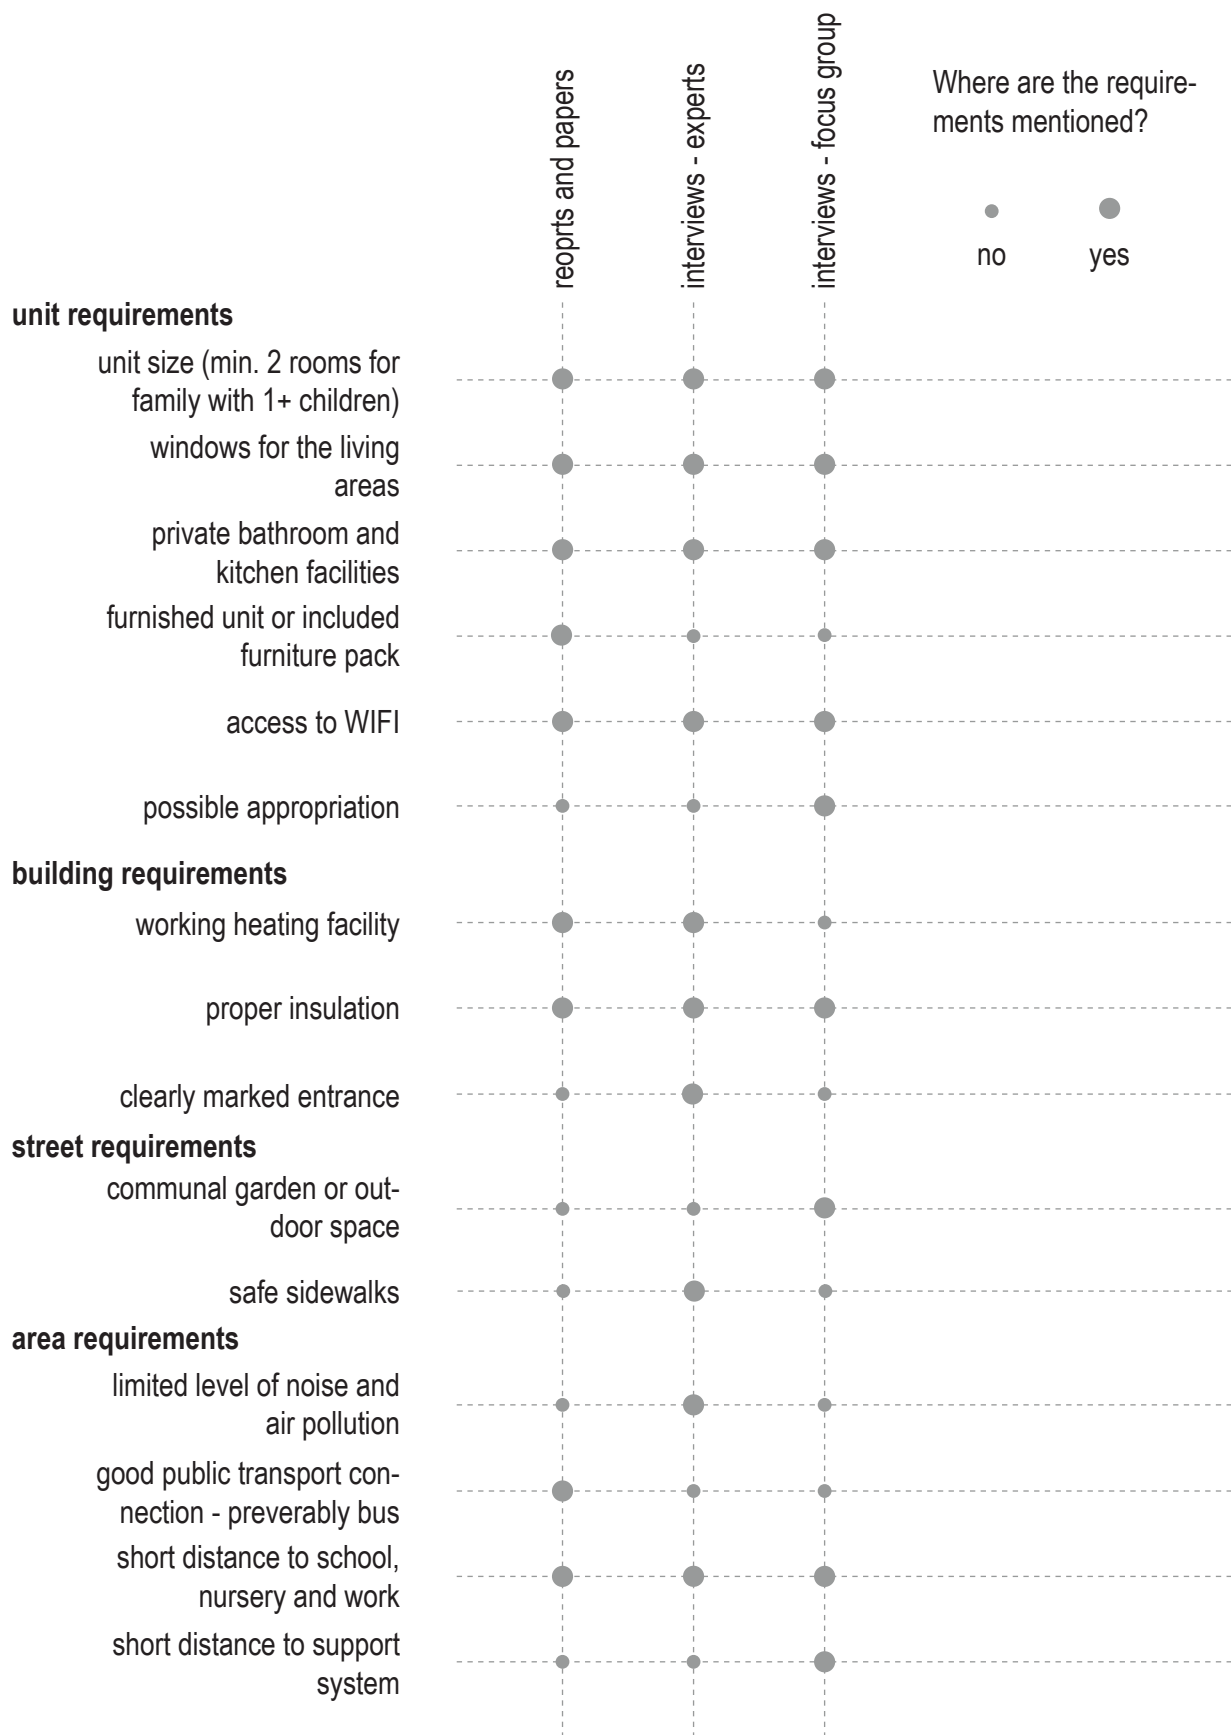 reoprts and papers
interviews - experts
interviews - focus group
Where are the require-
ments mentioned?
no
yes
unit requirements
unit size (min. 2 rooms for
family with 1+ children)
windows for the living
areas
private bathroom and
kitchen facilities
furnished unit or included
furniture pack
access to WIFI
possible appropriation
building requirements
working heating facility
proper insulation
clearly marked entrance
street requirements
communal garden or out-
door space
safe sidewalks
area requirements
limited level of noise and
air pollution
good public transport con-
nection - preverably bus
short distance to school,
nursery and work
short distance to support
system